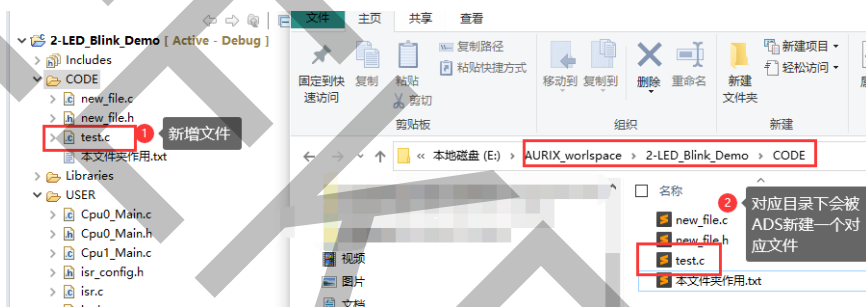 2-LED_Blink_Demo [ Active - Debug ]
Includes
CODE
new_file.c
new_file.h
test.c
1 新增文件
本文件夹作用.txt
Libraries
USER
Cpu0_Main.c
Cpu0_Main.h
Cpu1_Main.c
isr_config.h
isr.c
文件 主页 共享 查看
固定到快速访问
复制
粘贴
复制路径
粘贴快捷方式
剪切
剪贴板
移动到 复制到 删除 重命名
组织
新建文件夹
新建项目
轻松访问
新建
« 本地磁盘 (E:) > AURIX_worlspace > 2-LED_Blink_Demo > CODE
视频
图片
文档
名称
new_file.c
new_file.h
test.c
本文件夹作用.txt
2 对应目录下会被
ADS新建一个对
应文件